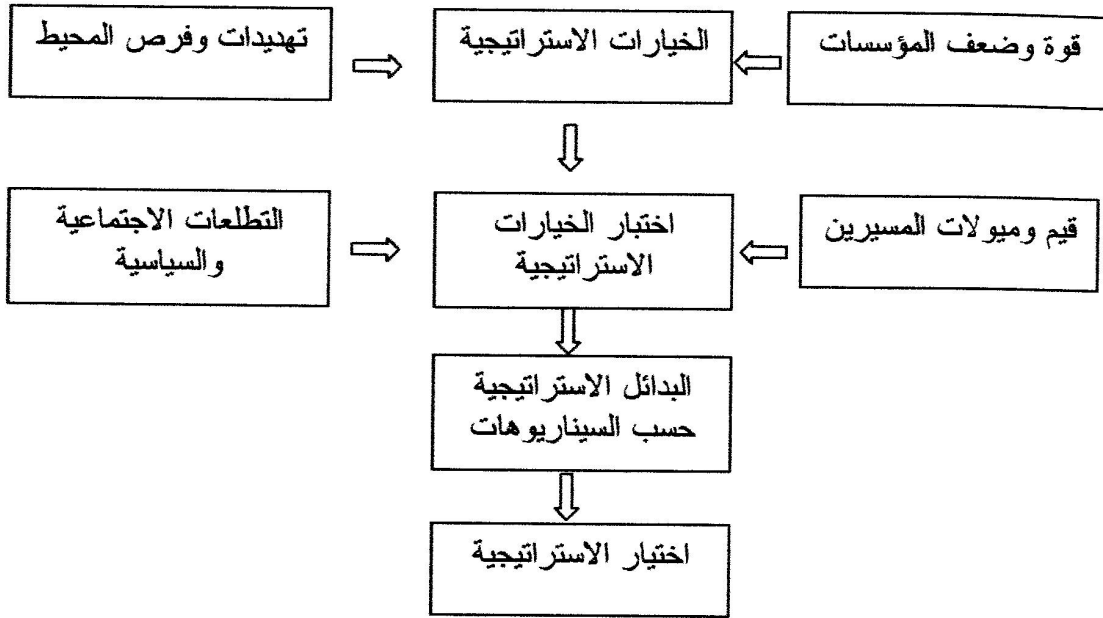 قوة وضعف المؤسسات
الخيارات الاستراتيجية
تهديدات وفرص المحيط
قيم وميولات المسيرين
اختبار الخيارات
الاستراتيجية
التطلعات الاجتماعية
والسياسية
البدائل الاستراتيجية
حسب السيناريوهات
اختيار الاستراتيجية